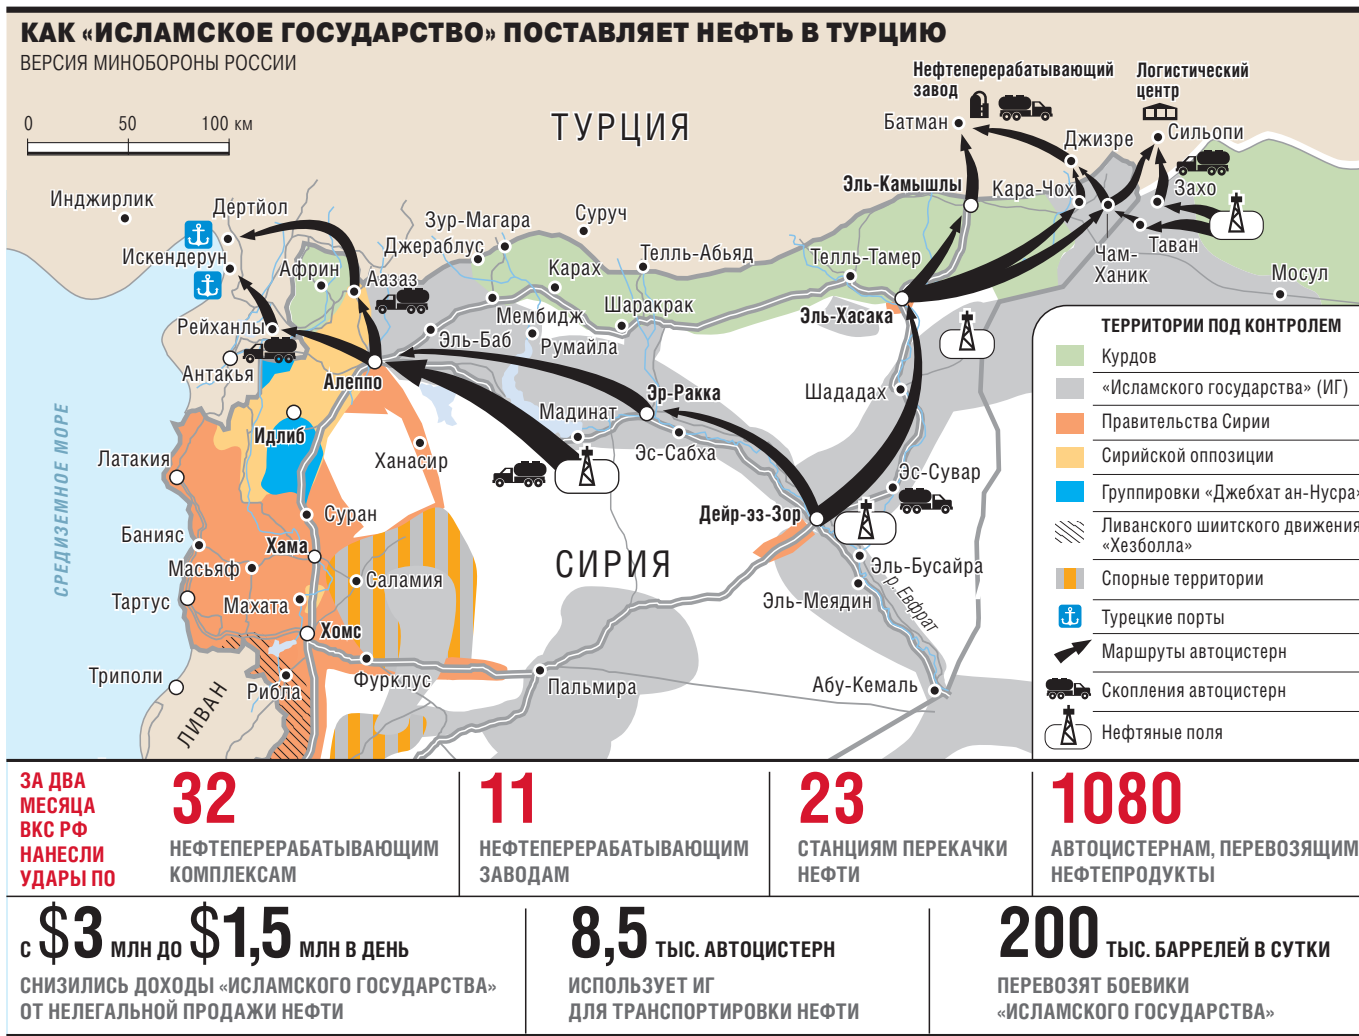 КАК «ИСЛАМСКОЕ ГОСУДАРСТВО» ПОСТАВЛЯЕТ НЕФТЬ В ТУРЦИЮ
ВЕРСИЯ МИНОБОРОНЫ РОССИИ
0 50 100 КМ
ТУРЦИЯ
Нефтеперерабатывающий
завод
Логистический
центр
Батман
Джизре
Сильопи
Эль-Камышлы
Кара-Чох
Захо
Инджирлик
Дертйол
Зур-Магара
Суруч
Джераблус
Телль-Абьяд
Телль-Тамер
Чам-
Ханик
Таван
Мосул
Искендерун
Африн
Аазаз
Карах
Шаракрак
Эль-Хасака
Рейханлы
Эль-Баб
Мембидж
Румайла
Антакья
Алеппо
Эр-Ракка
Шададах
Мадинат
Идлиб
Ханасир
Эс-Сабха
Эс-Сувар
СРЕДИЗЕМНОЕ МОРЕ
Латакия
Суран
Дейр-эз-Зор
Банияс
Хама
СИРИЯ
Масьяф
Саламия
Эль-Бусайра
Тартус
Махата
Эль-Меядин
р. Евфрат
Хомс
Триполи
Рибла
Фурклус
Пальмира
Абу-Кемаль
ЛИВАН
ТЕРРИТОРИИ ПОД КОНТРОЛЕМ
Курдов
«Исламского государства» (ИГ)
Правительства Сирии
Сирийской оппозиции
Группировки «Джебхат ан-Нусра»
Ливанского шиитского движения
«Хезболла»
Спорные территории
Турецкие порты
Маршруты автоцистерн
Скопления автоцистерн
Нефтяные поля
ЗА ДВА
МЕСЯЦА
ВКС РФ
НАНЕСЛИ
УДАРЫ ПО
32
НЕФТЕПЕРЕРАБАТЫВАЮЩИМ
КОМПЛЕКСАМ
11
НЕФТЕПЕРЕРАБАТЫВАЮЩИМ
ЗАВОДАМ
23
СТАНЦИЯМ ПЕРЕКАЧКИ
НЕФТИ
1080
АВТОЦИСТЕРНАМ, ПЕРЕВОЗЯЩИМ
НЕФТЕПРОДУКТЫ
С $3 МЛН ДО $1,5 МЛН В ДЕНЬ
СНИЗИЛИСЬ ДОХОДЫ «ИСЛАМСКОГО ГОСУДАРСТВА»
ОТ НЕЛЕГАЛЬНОЙ ПРОДАЖИ НЕФТИ
8,5 ТЫС. АВТОЦИСТЕРН
ИСПОЛЬЗУЕТ ИГ
ДЛЯ ТРАНСПОРТИРОВКИ НЕФТИ
200 ТЫС. БАРРЕЛЕЙ В СУТКИ
ПЕРЕВОЗЯТ БОЕВИКИ
«ИСЛАМСКОГО ГОСУДАРСТВА»